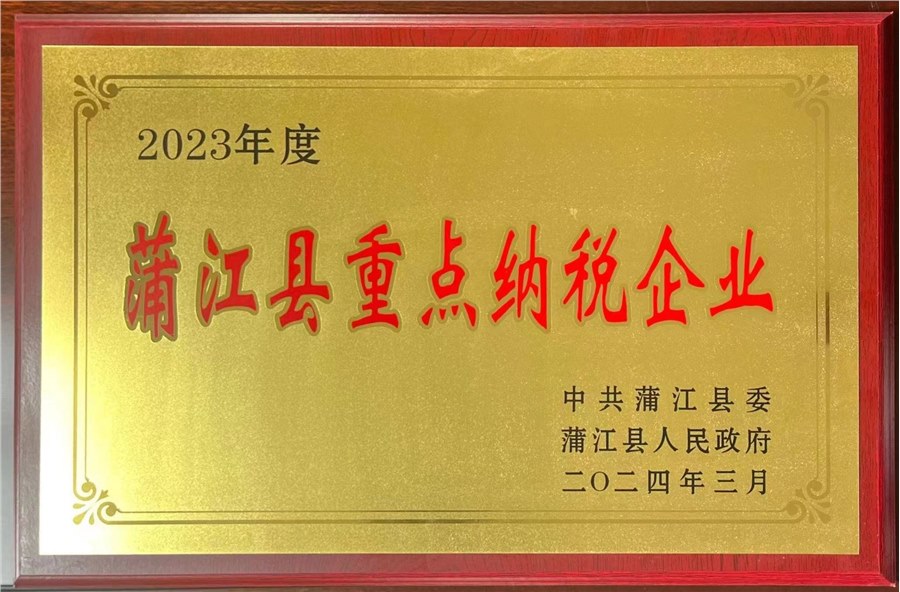 2023年度
蒲江县重点纳税企业
中共蒲江县委
蒲江县人民政府
二〇二四年三月